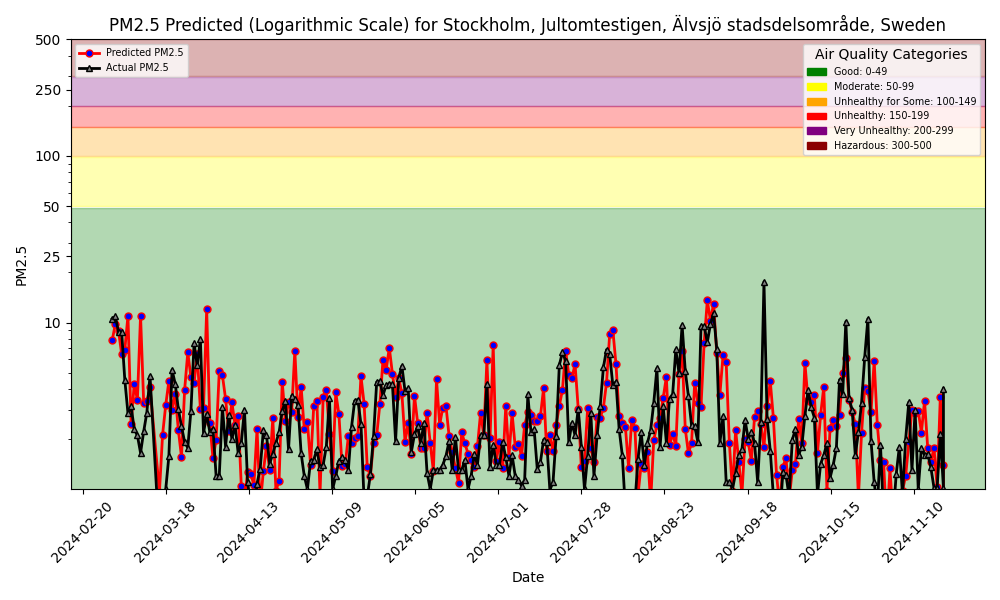 PM2.5 Predicted (Logarithmic Scale) for Stockholm, Jultomtestigen, Älvsjö stadsdelsområde, Sweden
Predicted PM2.5
Actual PM2.5
Air Quality Categories
Good: 0-49
Moderate: 50-99
Unhealthy for Some: 100-149
Unhealthy: 150-199
Very Unhealthy: 200-299
Hazardous: 300-500
500
250
100
50
25
10
PM2.5
2024-02-20
2024-03-18
2024-04-13
2024-05-09
2024-06-05
2024-07-01
2024-07-28
2024-08-23
2024-09-18
2024-10-15
2024-11-10
Date